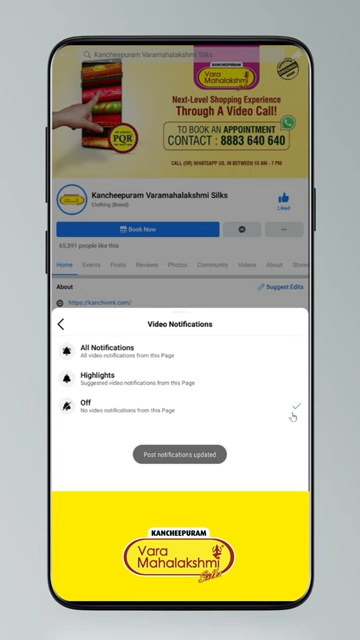 Kancheepuram Varamahalakshmi Silks
KANCHEEPURAM
Vara
Mahalakshmi
Silks
Next-Level Shopping Experience
Through A Video Call!
TO BOOK AN APPOINTMENT
CONTACT : 8883 640 640
CALL (OR) WHATSAPP US, IN BETWEEN 10 AM - 7 PM
PQR
Kancheepuram Varamahalakshmi Silks
Clothing (Brand)
Liked
Book Now
65,391 people like this
Home Events Posts Reviews Photos Community Videos About Stores
About
Suggest Edits
https://kanchivml.com/
Video Notifications
All Notifications
All video notifications from this Page
Highlights
Suggested video notifications from this Page
Off
No video notifications from this Page
Post notifications updated
KANCHEEPURAM
Vara
Mahalakshmi
Silks